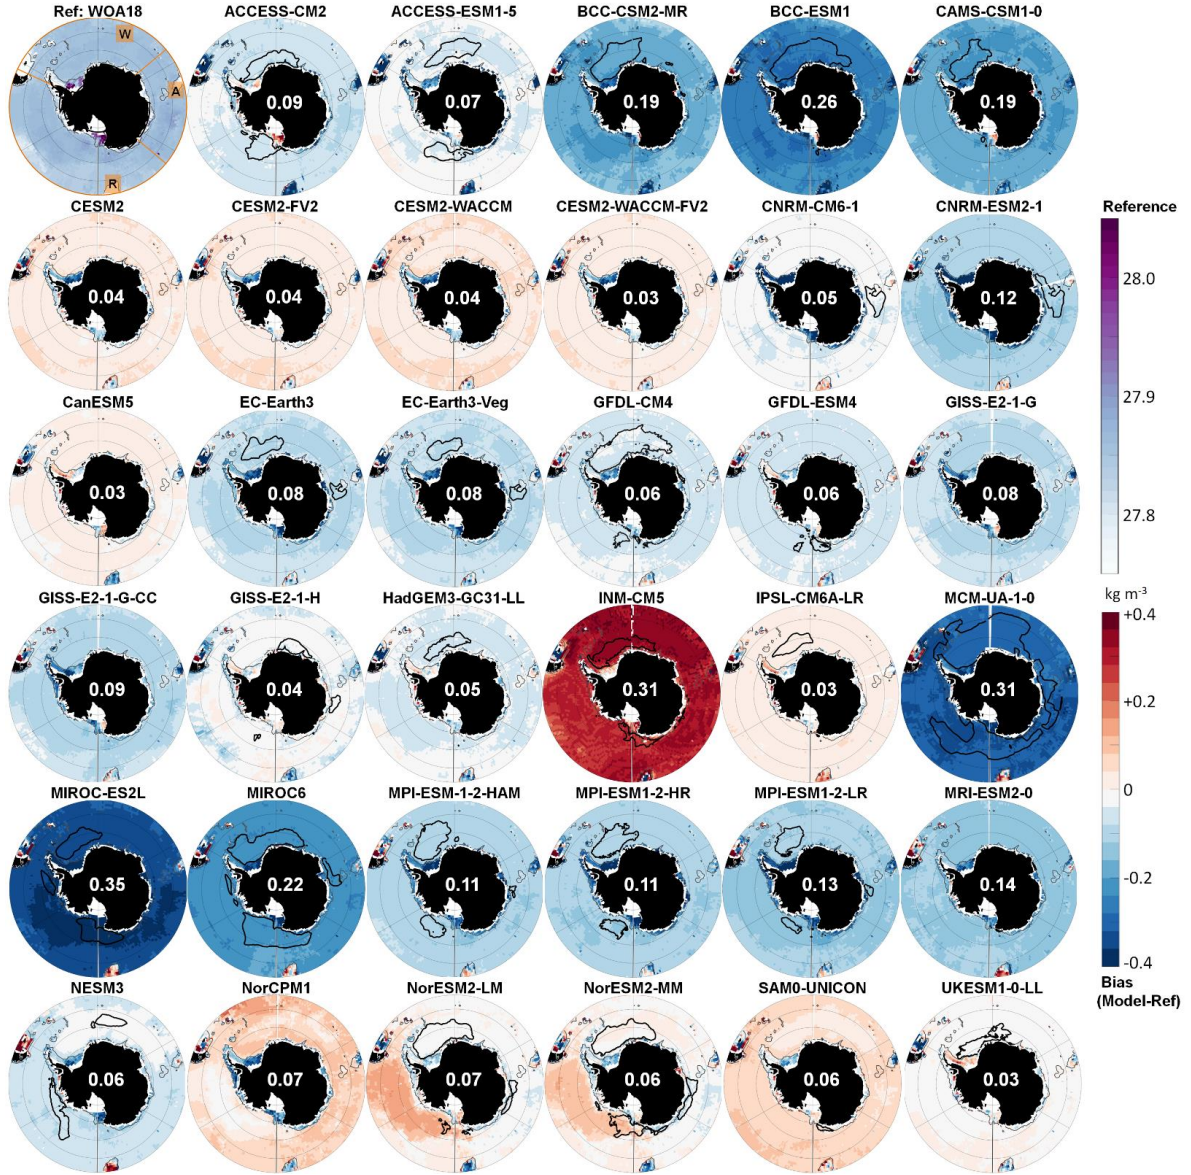 Ref: WOA18 ACCESS-CM2 ACCESS-ESM1-5 BCC-CSM2-MR BCC-ESM1 CAMS-CSM1-0
W
A
R
0.09 0.07 0.19 0.26 0.19
CESM2 CESM2-FV2 CESM2-WACCM CESM2-WACCM-FV2 CNRM-CM6-1 CNRM-ESM2-1
0.04 0.04 0.04 0.03 0.05 0.12
CanESM5 EC-Earth3 EC-Earth3-Veg GFDL-CM4 GFDL-ESM4 GISS-E2-1-G
0.03 0.08 0.08 0.06 0.06 0.08
GISS-E2-1-G-CC GISS-E2-1-H HadGEM3-GC31-LL INM-CM5 IPSL-CM6A-LR MCM-UA-1-0
0.09 0.04 0.05 0.31 0.03 0.31
MIROC-ES2L MIROC6 MPI-ESM-1-2-HAM MPI-ESM1-2-HR MPI-ESM1-2-LR MRI-ESM2-0
0.35 0.22 0.11 0.11 0.13 0.14
NESM3 NorCPM1 NorESM2-LM NorESM2-MM SAM0-UNICON UKESM1-0-LL
0.06 0.07 0.07 0.06 0.06 0.03
Reference
28.0
27.9
27.8
kg m⁻³
+0.4
+0.2
0
-0.2
-0.4
Bias
(Model-Ref)